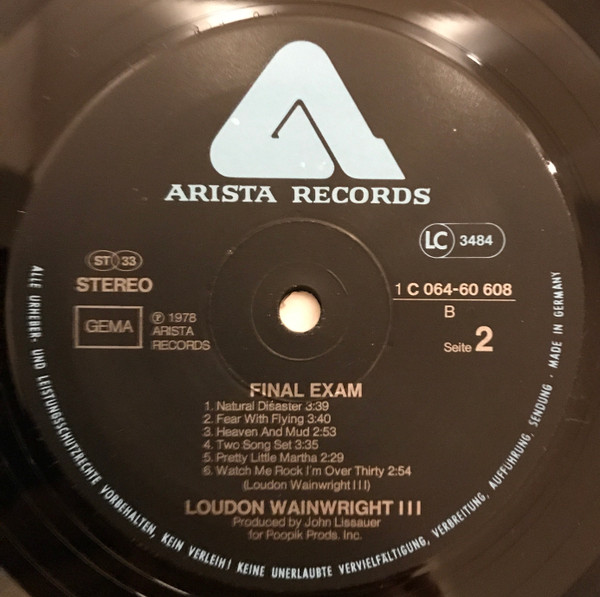 ARISTA RECORDS
LC 3484
ST 33
STEREO
1 C 064-60 608
B
Seite 2
GEMA
℗ 1978
ARISTA
RECORDS
FINAL EXAM
1. Natural Disaster 3:39
2. Fear With Flying 3:40
3. Heaven And Mud 2:53
4. Two Song Set 3:35
5. Pretty Little Martha 2:29
6. Watch Me Rock I'm Over Thirty 2:54
(Loudon Wainwright III)
LOUDON WAINWRIGHT III
Produced by John Lissauer
for Poopik Prods. Inc.
ALLE URHEBER- UND LEISTUNGSSCHUTZRECHTE VORBEHALTEN, KEIN VERLEIH! KEINE UNERLAUBTE VERVIELFÄLTIGUNG, VERBREITUNG, AUFFÜHRUNG, SENDUNG · MADE IN GERMANY